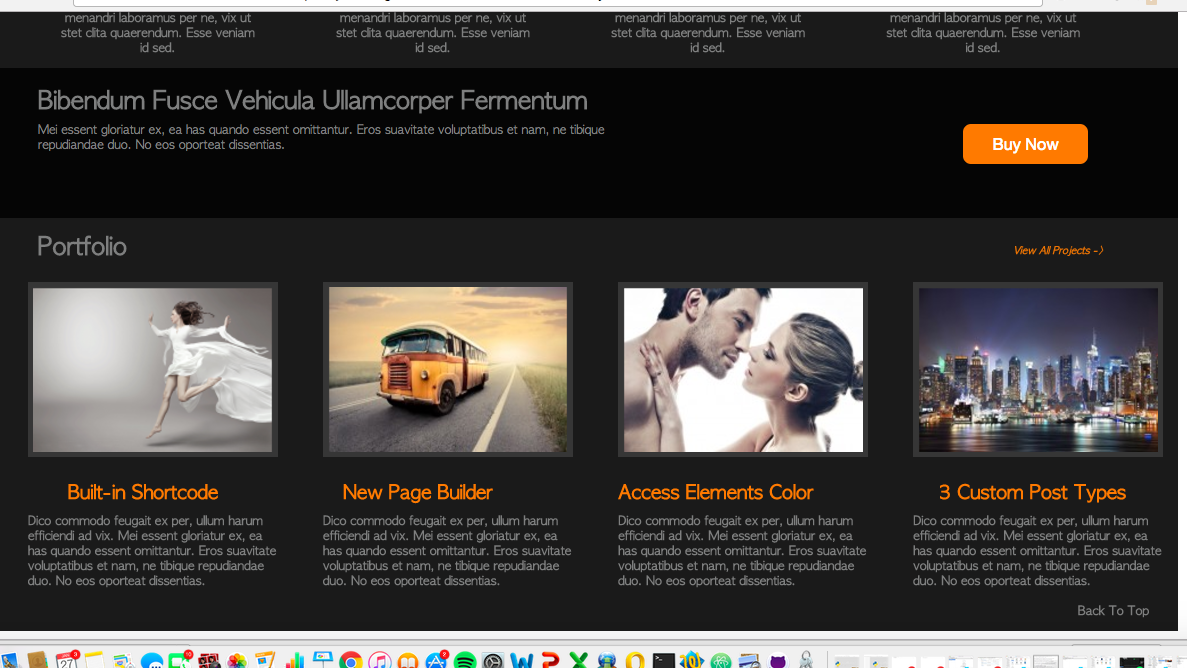 menandri laboramus per ne, vix ut
stet clita quaerendum. Esse veniam
id sed.
menandri laboramus per ne, vix ut
stet clita quaerendum. Esse veniam
id sed.
menandri laboramus per ne, vix ut
stet clita quaerendum. Esse veniam
id sed.
menandri laboramus per ne, vix ut
stet clita quaerendum. Esse veniam
id sed.
Bibendum Fusce Vehicula Ullamcorper Fermentum
Mei essent gloriatur ex, ea has quando essent omittantur. Eros suavitate voluptatibus et nam, ne tibique
repudiandae duo. No eos oporteat dissentias.
Buy Now
Portfolio
View All Projects -〉
Built-in Shortcode
Dico commodo feugait ex per, ullum harum
efficiendi ad vix. Mei essent gloriatur ex, ea
has quando essent omittantur. Eros suavitate
voluptatibus et nam, ne tibique repudiandae
duo. No eos oporteat dissentias.
New Page Builder
Dico commodo feugait ex per, ullum harum
efficiendi ad vix. Mei essent gloriatur ex, ea
has quando essent omittantur. Eros suavitate
voluptatibus et nam, ne tibique repudiandae
duo. No eos oporteat dissentias.
Access Elements Color
Dico commodo feugait ex per, ullum harum
efficiendi ad vix. Mei essent gloriatur ex, ea
has quando essent omittantur. Eros suavitate
voluptatibus et nam, ne tibique repudiandae
duo. No eos oporteat dissentias.
3 Custom Post Types
Dico commodo feugait ex per, ullum harum
efficiendi ad vix. Mei essent gloriatur ex, ea
has quando essent omittantur. Eros suavitate
voluptatibus et nam, ne tibique repudiandae
duo. No eos oporteat dissentias.
Back To Top
27
3
10
2